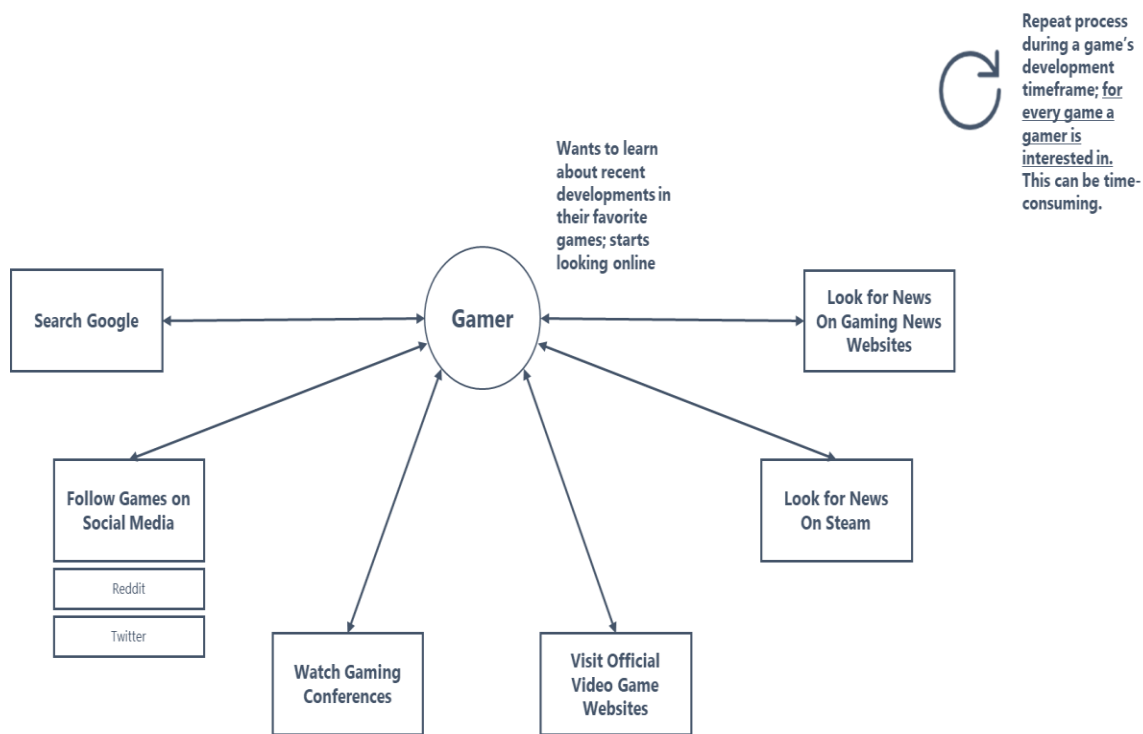 Repeat process
during a game's
development
timeframe; for
every game a
gamer is
interested in.
This can be time-
consuming.
Wants to learn
about recent
developments in
their favorite
games; starts
looking online
Search Google
Gamer
Look for News
On Gaming News
Websites
Follow Games on
Social Media
Reddit
Twitter
Look for News
On Steam
Watch Gaming
Conferences
Visit Official
Video Game
Websites